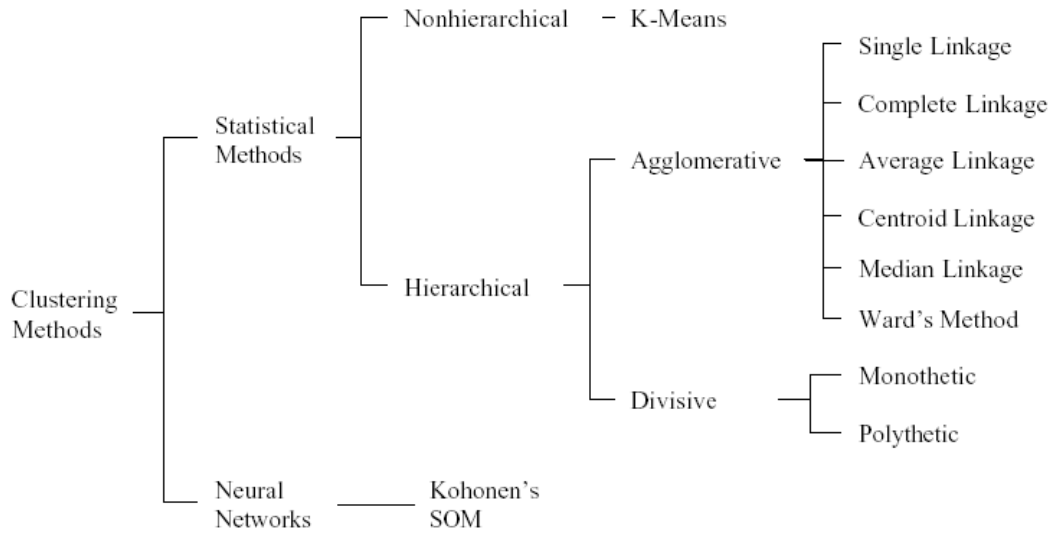 Nonhierarchical
K-Means
Single Linkage
Complete Linkage
Statistical
Methods
Agglomerative
Average Linkage
Centroid Linkage
Hierarchical
Median Linkage
Clustering
Methods
Ward's Method
Monothetic
Divisive
Polythetic
Neural
Networks
Kohonen's
SOM